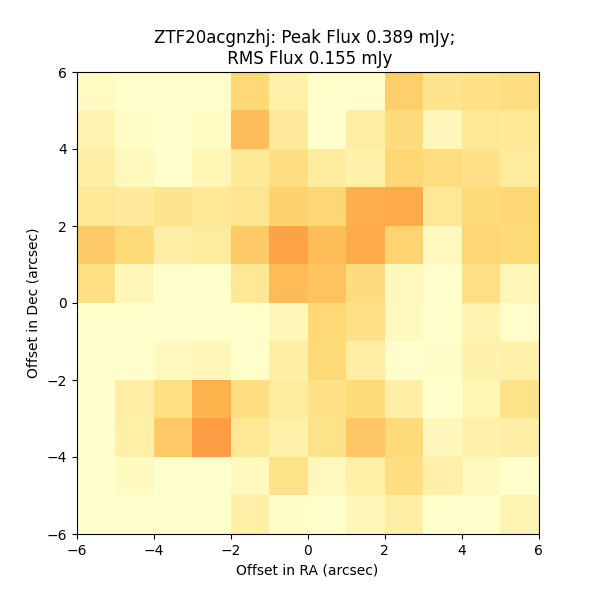 ZTF20acgnzhj: Peak Flux 0.389 mJy;
RMS Flux 0.155 mJy
6
4
2
0
−2
−4
−6
Offset in Dec (arcsec)
−6 −4 −2 0 2 4 6
Offset in RA (arcsec)